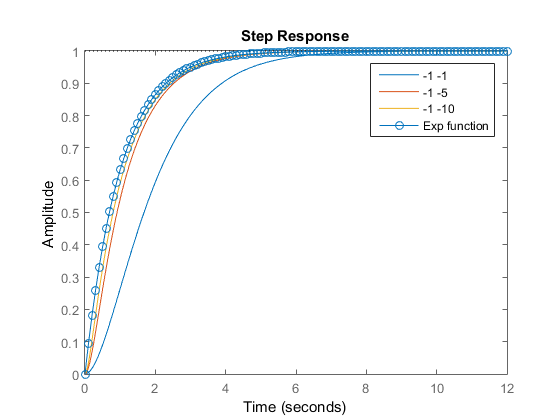 Step Response
1
0.9
0.8
0.7
0.6
0.5
0.4
0.3
0.2
0.1
0
Amplitude
-1 -1
-1 -5
-1 -10
Exp function
0 2 4 6 8 10 12
Time (seconds)